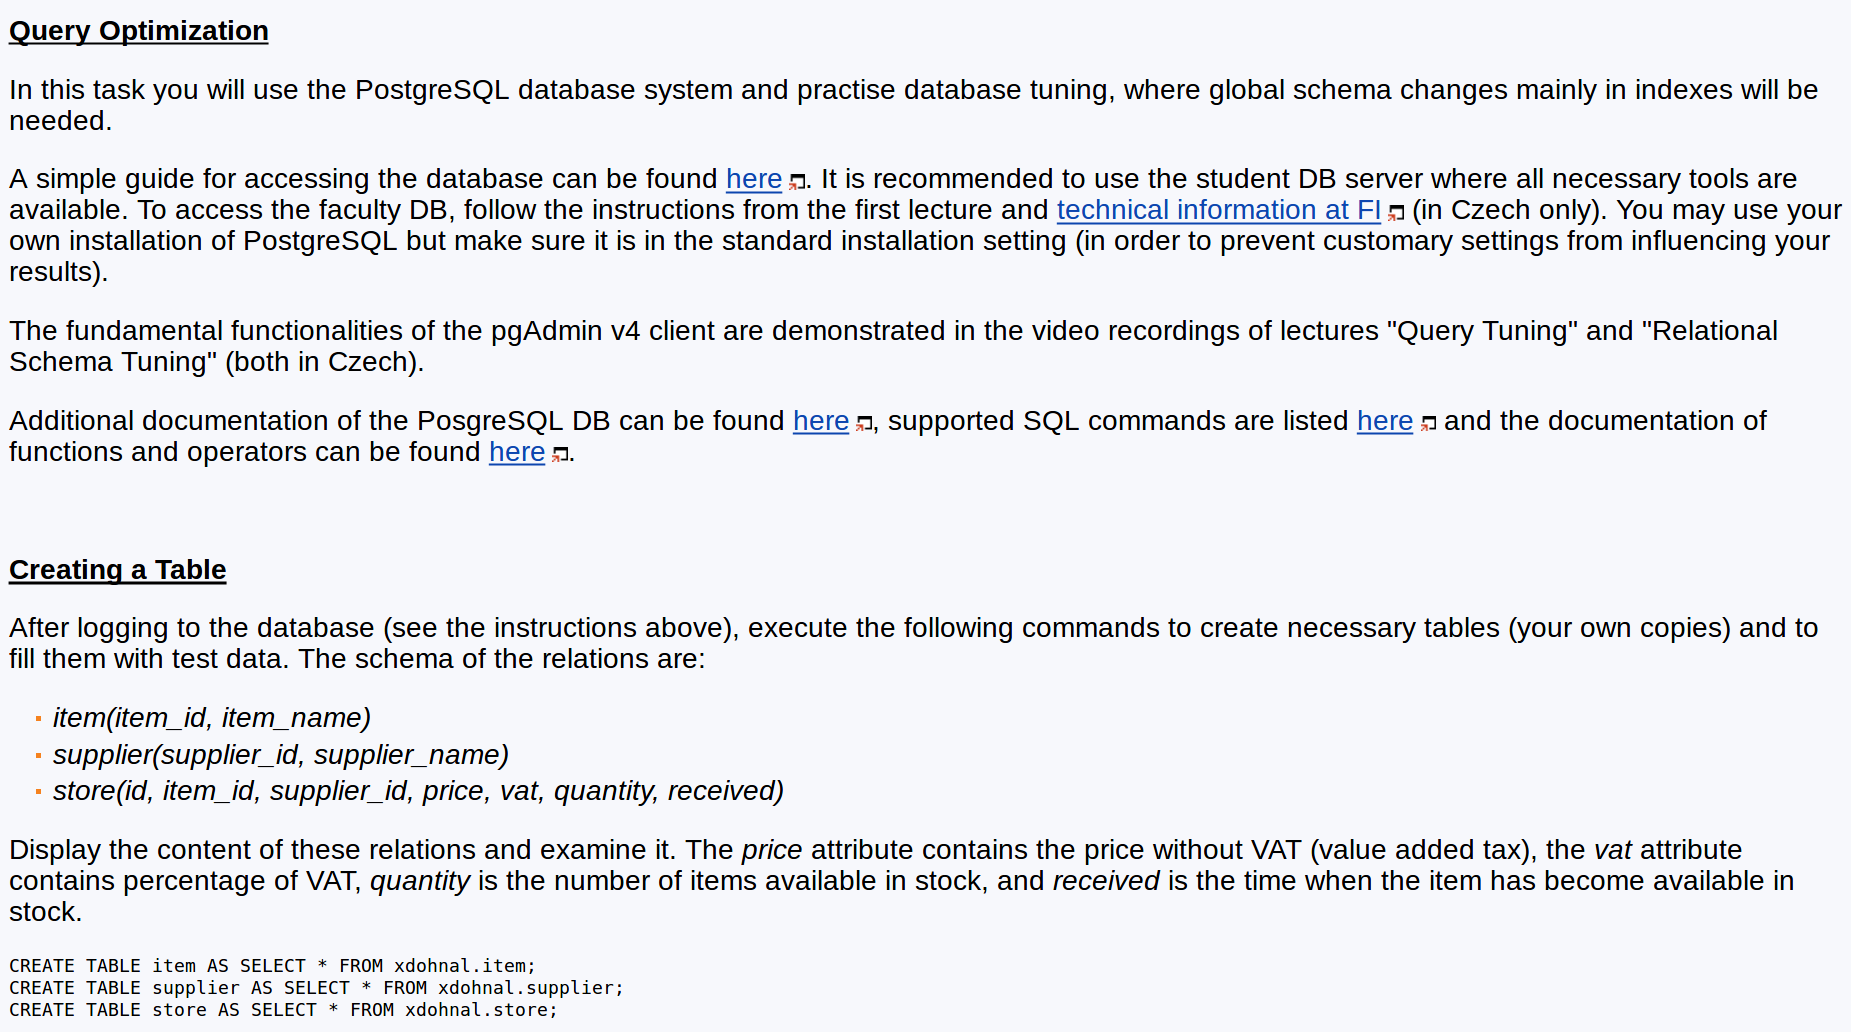 Query Optimization
In this task you will use the PostgreSQL database system and practise database tuning, where global schema changes mainly in indexes will be
needed.
A simple guide for accessing the database can be found here. It is recommended to use the student DB server where all necessary tools are
available. To access the faculty DB, follow the instructions from the first lecture and technical information at FI (in Czech only). You may use your
own installation of PostgreSQL but make sure it is in the standard installation setting (in order to prevent customary settings from influencing your
results).
The fundamental functionalities of the pgAdmin v4 client are demonstrated in the video recordings of lectures "Query Tuning" and "Relational
Schema Tuning" (both in Czech).
Additional documentation of the PosgreSQL DB can be found here, supported SQL commands are listed here and the documentation of
functions and operators can be found here.
Creating a Table
After logging to the database (see the instructions above), execute the following commands to create necessary tables (your own copies) and to
fill them with test data. The schema of the relations are:
item(item_id, item_name)
supplier(supplier_id, supplier_name)
store(id, item_id, supplier_id, price, vat, quantity, received)
Display the content of these relations and examine it. The price attribute contains the price without VAT (value added tax), the vat attribute
contains percentage of VAT, quantity is the number of items available in stock, and received is the time when the item has become available in
stock.
CREATE TABLE item AS SELECT * FROM xdohnal.item;
CREATE TABLE supplier AS SELECT * FROM xdohnal.supplier;
CREATE TABLE store AS SELECT * FROM xdohnal.store;